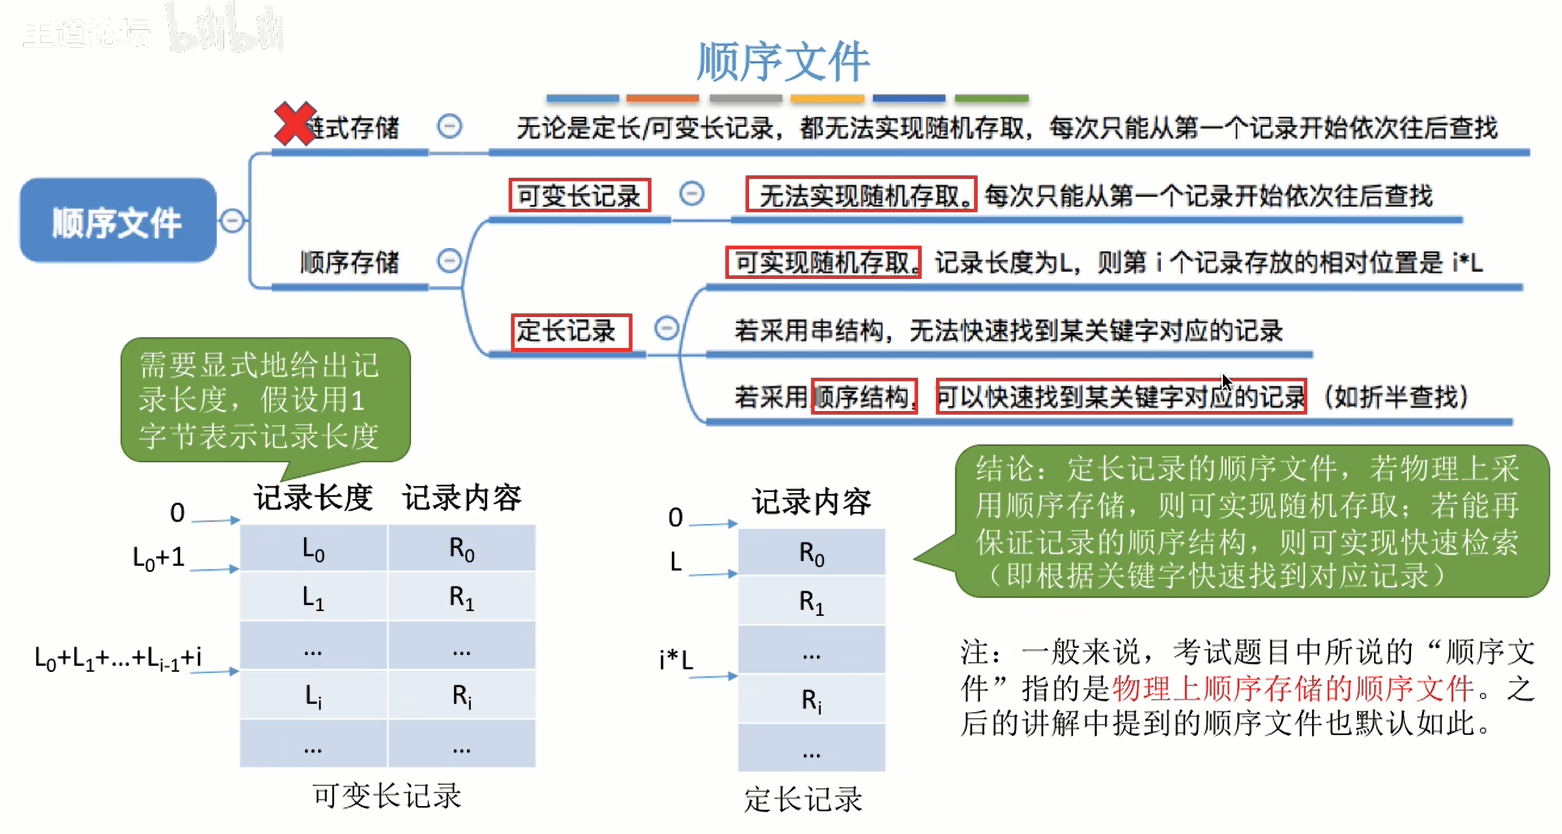 王道论坛 bilibili
顺序文件
链式存储
无论是定长/可变长记录，都无法实现随机存取，每次只能从第一个记录开始依次往后查找
可变长记录
无法实现随机存取。每次只能从第一个记录开始依次往后查找
顺序文件
顺序存储
可实现随机存取。记录长度为L，则第 i 个记录存放的相对位置是 i*L
定长记录
若采用串结构，无法快速找到某关键字对应的记录
若采用顺序结构，可以快速找到某关键字对应的记录（如折半查找）
需要显式地给出记
录长度，假设用1
字节表示记录长度
记录长度 记录内容
0
L₀ R₀
L₀+1
L₁ R₁
... ...
L₀+L₁+...+Lᵢ₋₁+i
Lᵢ Rᵢ
... ...
可变长记录
记录内容
0
R₀
L
R₁
...
i*L
Rᵢ
...
定长记录
结论：定长记录的顺序文件，若物理上采
用顺序存储，则可实现随机存取；若能再
保证记录的顺序结构，则可实现快速检索
（即根据关键字快速找到对应记录）
注：一般来说，考试题目中所说的“顺序文
件”指的是物理上顺序存储的顺序文件。之
后的讲解中提到的顺序文件也默认如此。